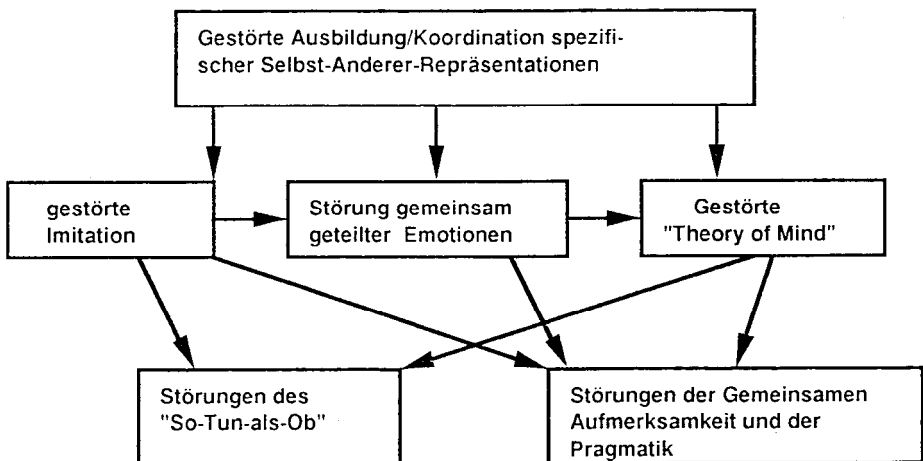 Gestörte Ausbildung/Koordination spezifi-
scher Selbst-Anderer-Repräsentationen
gestörte
Imitation
Störung gemeinsam
geteilter Emotionen
Gestörte
"Theory of Mind"
Störungen des
"So-Tun-als-Ob"
Störungen der Gemeinsamen
Aufmerksamkeit und der
Pragmatik